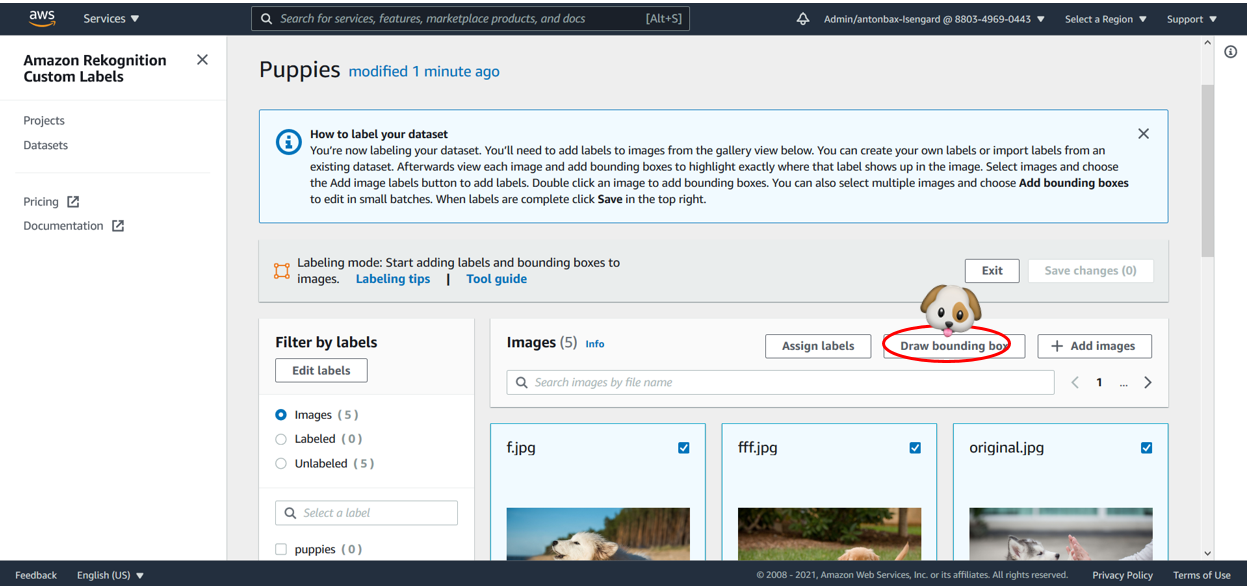 aws
Services
Search for services, features, marketplace products, and docs [Alt+S]
Admin/antonbax-Isengard @ 8803-4969-0443
Select a Region
Support
Amazon Rekognition
Custom Labels
Projects
Datasets
Pricing
Documentation
Puppies modified 1 minute ago
How to label your dataset
You're now labeling your dataset. You'll need to add labels to images from the gallery view below. You can create your own labels or import labels from an
existing dataset. Afterwards view each image and add bounding boxes to highlight exactly where that label shows up in the image. Select images and choose
the Add image labels button to add labels. Double click an image to add bounding boxes. You can also select multiple images and choose Add bounding boxes
to edit in small batches. When labels are complete click Save in the top right.
Labeling mode: Start adding labels and bounding boxes to
images. Labeling tips | Tool guide
Exit
Save changes (0)
Filter by labels
Edit labels
Images (5)
Labeled (0)
Unlabeled (5)
Select a label
puppies (0)
Images (5) Info
Assign labels
Draw bounding box
+ Add images
Search images by file name
1 ...
f.jpg
fff.jpg
original.jpg
Feedback
English (US)
© 2008 - 2021, Amazon Web Services, Inc. or its affiliates. All rights reserved.
Privacy Policy
Terms of Use